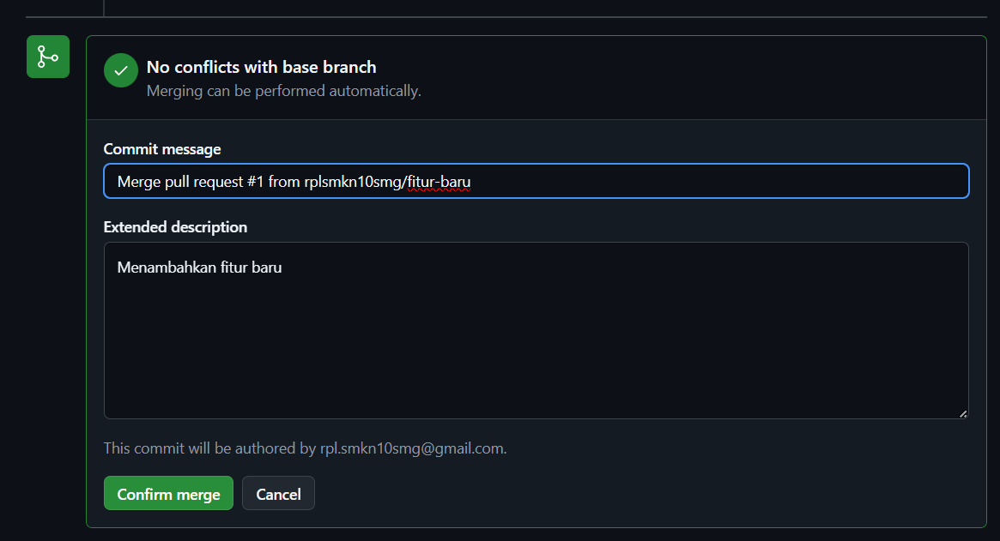 No conflicts with base branch
Merging can be performed automatically.
Commit message
Merge pull request #1 from rplsmkn10smg/fitur-baru
Extended description
Menambahkan fitur baru
This commit will be authored by rpl.smkn10smg@gmail.com.
Confirm merge
Cancel